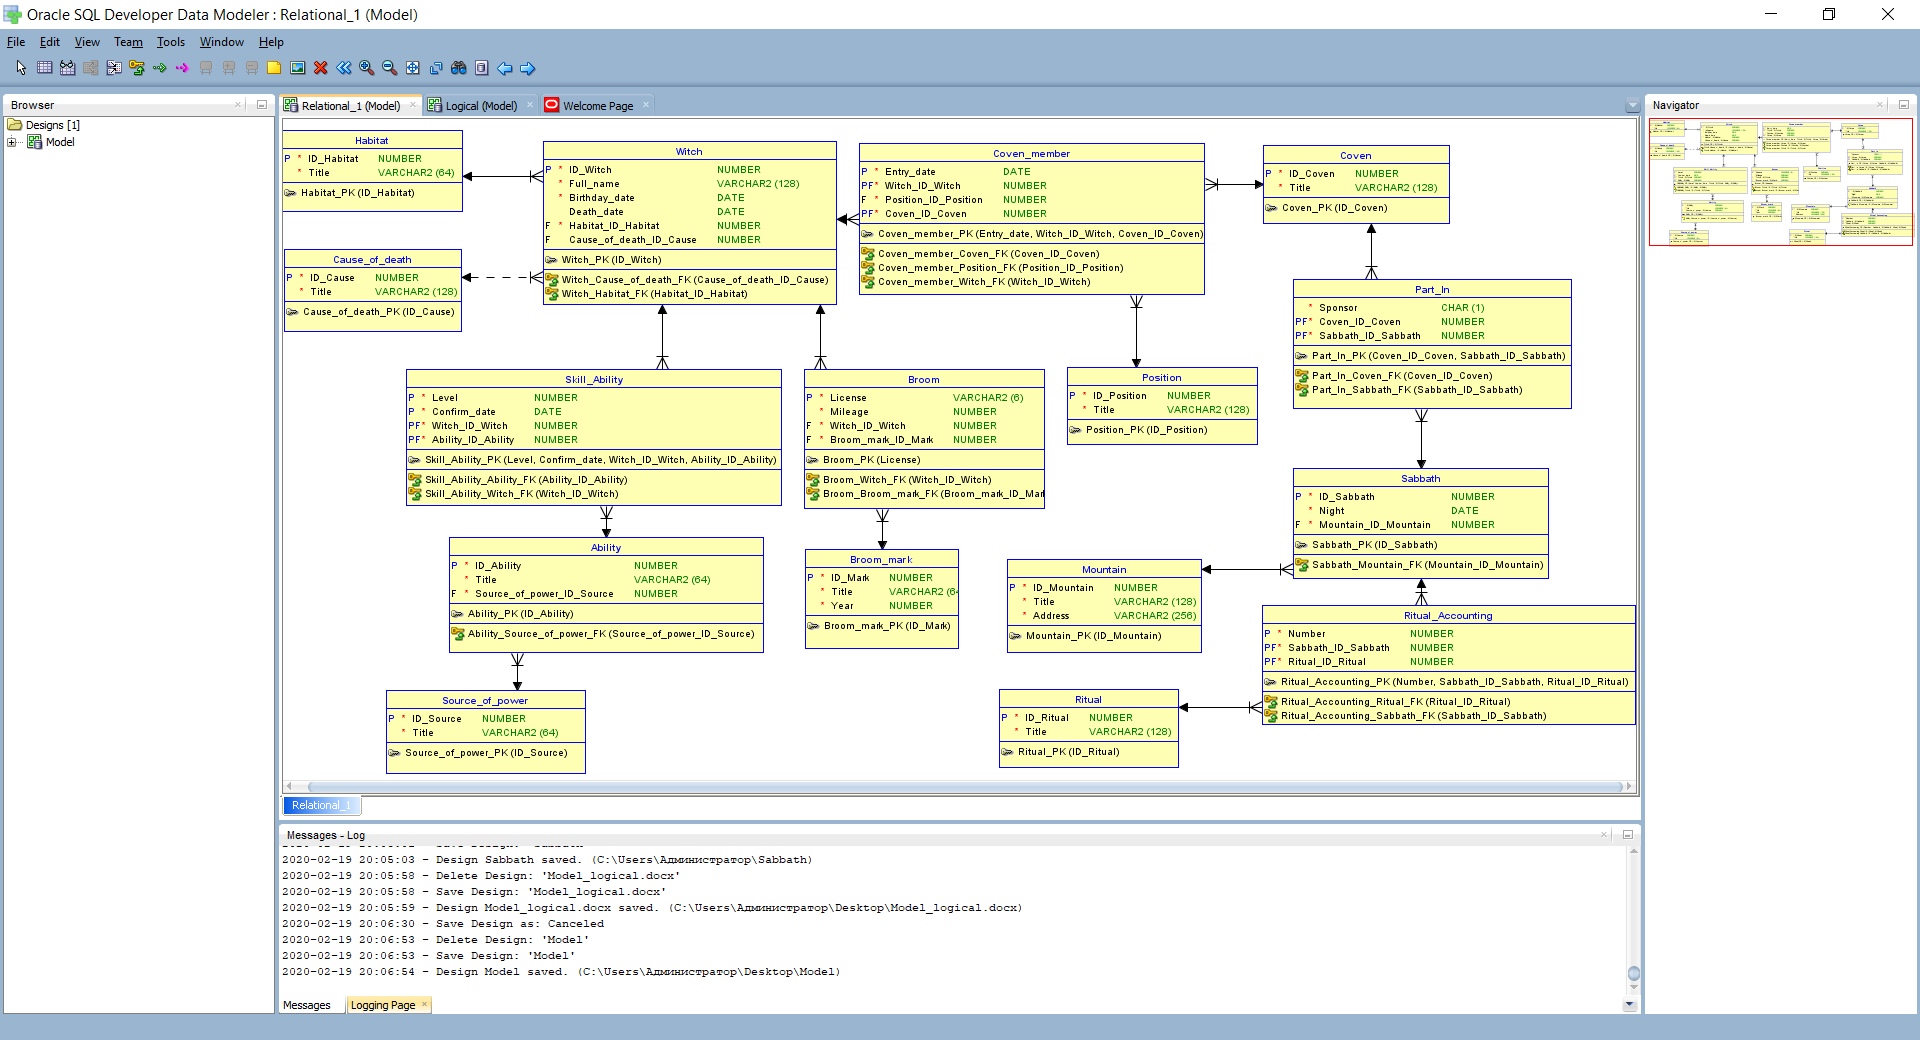 Oracle SQL Developer Data Modeler : Relational_1 (Model)
File Edit View Team Tools Window Help
Browser
Designs [1]
Model
Relational_1 (Model)
Logical (Model)
Welcome Page
Navigator
Habitat
P * ID_Habitat NUMBER
* Title VARCHAR2 (64)
Habitat_PK (ID_Habitat)
Witch
P * ID_Witch NUMBER
* Full_name VARCHAR2 (128)
* Birthday_date DATE
Death_date DATE
F * Habitat_ID_Habitat NUMBER
F Cause_of_death_ID_Cause NUMBER
Witch_PK (ID_Witch)
Witch_Cause_of_death_FK (Cause_of_death_ID_Cause)
Witch_Habitat_FK (Habitat_ID_Habitat)
Coven_member
P * Entry_date DATE
PF* Witch_ID_Witch NUMBER
F * Position_ID_Position NUMBER
PF* Coven_ID_Coven NUMBER
Coven_member_PK (Entry_date, Witch_ID_Witch, Coven_ID_Coven)
Coven_member_Coven_FK (Coven_ID_Coven)
Coven_member_Position_FK (Position_ID_Position)
Coven_member_Witch_FK (Witch_ID_Witch)
Coven
P * ID_Coven NUMBER
* Title VARCHAR2 (128)
Coven_PK (ID_Coven)
Cause_of_death
P * ID_Cause NUMBER
* Title VARCHAR2 (128)
Cause_of_death_PK (ID_Cause)
Part_In
* Sponsor CHAR (1)
PF* Coven_ID_Coven NUMBER
PF* Sabbath_ID_Sabbath NUMBER
Part_In_PK (Coven_ID_Coven, Sabbath_ID_Sabbath)
Part_In_Coven_FK (Coven_ID_Coven)
Part_In_Sabbath_FK (Sabbath_ID_Sabbath)
Skill_Ability
P * Level NUMBER
P * Confirm_date DATE
PF* Witch_ID_Witch NUMBER
PF* Ability_ID_Ability NUMBER
Skill_Ability_PK (Level, Confirm_date, Witch_ID_Witch, Ability_ID_Ability)
Skill_Ability_Ability_FK (Ability_ID_Ability)
Skill_Ability_Witch_FK (Witch_ID_Witch)
Broom
P * License VARCHAR2 (6)
* Mileage NUMBER
F * Witch_ID_Witch NUMBER
F * Broom_mark_ID_Mark NUMBER
Broom_PK (License)
Broom_Witch_FK (Witch_ID_Witch)
Broom_Broom_mark_FK (Broom_mark_ID_Mar
Position
P * ID_Position NUMBER
* Title VARCHAR2 (128)
Position_PK (ID_Position)
Sabbath
P * ID_Sabbath NUMBER
* Night DATE
F * Mountain_ID_Mountain NUMBER
Sabbath_PK (ID_Sabbath)
Sabbath_Mountain_FK (Mountain_ID_Mountain)
Ability
P * ID_Ability NUMBER
* Title VARCHAR2 (64)
F * Source_of_power_ID_Source NUMBER
Ability_PK (ID_Ability)
Ability_Source_of_power_FK (Source_of_power_ID_Source)
Broom_mark
P * ID_Mark NUMBER
* Title VARCHAR2 (64
* Year NUMBER
Broom_mark_PK (ID_Mark)
Mountain
P * ID_Mountain NUMBER
* Title VARCHAR2 (128)
* Address VARCHAR2 (256)
Mountain_PK (ID_Mountain)
Ritual_Accounting
P * Number NUMBER
PF* Sabbath_ID_Sabbath NUMBER
PF* Ritual_ID_Ritual NUMBER
Ritual_Accounting_PK (Number, Sabbath_ID_Sabbath, Ritual_ID_Ritual)
Ritual_Accounting_Ritual_FK (Ritual_ID_Ritual)
Ritual_Accounting_Sabbath_FK (Sabbath_ID_Sabbath)
Source_of_power
P * ID_Source NUMBER
* Title VARCHAR2 (64)
Source_of_power_PK (ID_Source)
Ritual
P * ID_Ritual NUMBER
* Title VARCHAR2 (128)
Ritual_PK (ID_Ritual)
Relational_1
Messages - Log
2020-02-19 20:05:03 - Design Sabbath saved. (C:\Users\Администратор\Sabbath)
2020-02-19 20:05:58 - Delete Design: 'Model_logical.docx'
2020-02-19 20:05:58 - Save Design: 'Model_logical.docx'
2020-02-19 20:05:59 - Design Model_logical.docx saved. (C:\Users\Администратор\Desktop\Model_logical.docx)
2020-02-19 20:06:30 - Save Design as: Canceled
2020-02-19 20:06:53 - Delete Design: 'Model'
2020-02-19 20:06:53 - Save Design: 'Model'
2020-02-19 20:06:54 - Design Model saved. (C:\Users\Администратор\Desktop\Model)
Messages
Logging Page